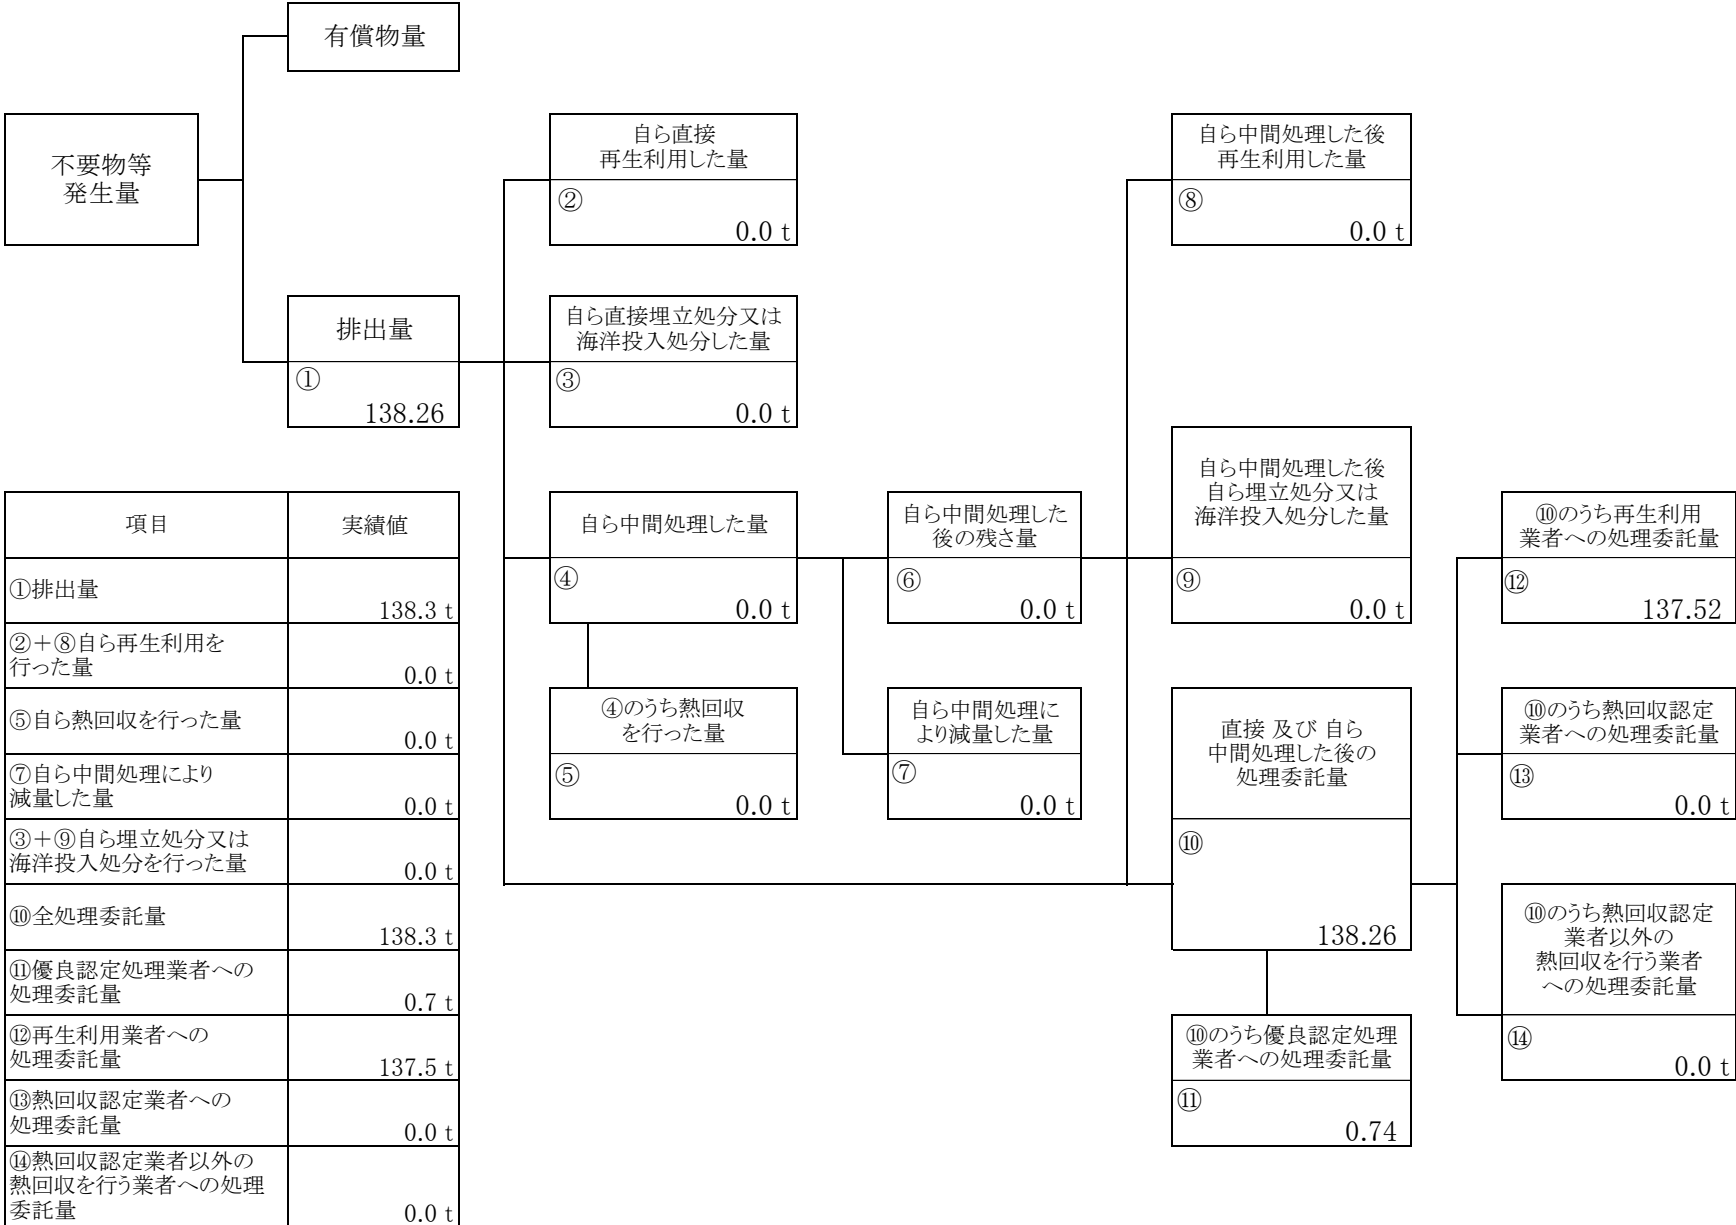 有償物量
不要物等
発生量
自ら直接
再生利用した量
②
0.0 t
自ら中間処理した後
再生利用した量
⑧
0.0 t
排出量
①
138.26
自ら直接埋立処分又は
海洋投入処分した量
③
0.0 t
自ら中間処理した量
④
0.0 t
自ら中間処理した
後の残さ量
⑥
0.0 t
自ら中間処理した後
自ら埋立処分又は
海洋投入処分した量
⑨
0.0 t
⑩のうち再生利用
業者への処理委託量
⑫
137.52
④のうち熱回収
を行った量
⑤
0.0 t
自ら中間処理に
より減量した量
⑦
0.0 t
直接 及び 自ら
中間処理した後の
処理委託量
⑩
138.26
⑩のうち熱回収認定
業者への処理委託量
⑬
0.0 t
⑩のうち熱回収認定
業者以外の
熱回収を行う業者
への処理委託量
⑭
0.0 t
⑩のうち優良認定処理
業者への処理委託量
⑪
0.74
項目 実績値
①排出量
138.3 t
②+⑧自ら再生利用を
行った量
0.0 t
⑤自ら熱回収を行った量
0.0 t
⑦自ら中間処理により
減量した量
0.0 t
③+⑨自ら埋立処分又は
海洋投入処分を行った量
0.0 t
⑩全処理委託量
138.3 t
⑪優良認定処理業者への
処理委託量
0.7 t
⑫再生利用業者への
処理委託量
137.5 t
⑬熱回収認定業者への
処理委託量
0.0 t
⑭熱回収認定業者以外の
熱回収を行う業者への処理
委託量
0.0 t